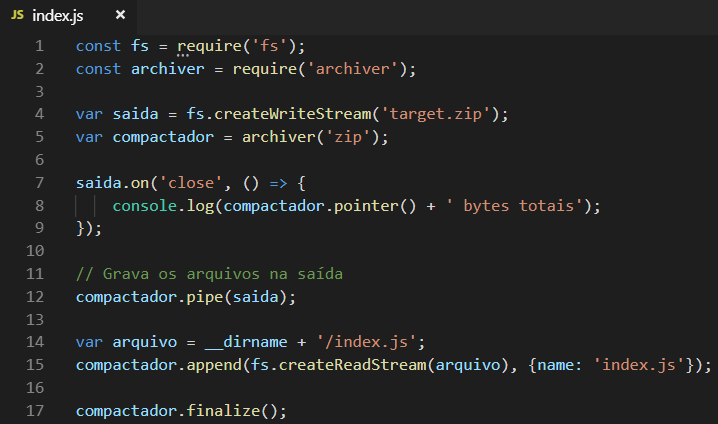 JS index.js ×
1 const fs = require('fs');
2 const archiver = require('archiver');
3
4 var saida = fs.createWriteStream('target.zip');
5 var compactador = archiver('zip');
6
7 saida.on('close', () => {
8     console.log(compactador.pointer() + ' bytes totais');
9 });
10
11 // Grava os arquivos na saída
12 compactador.pipe(saida);
13
14 var arquivo = __dirname + '/index.js';
15 compactador.append(fs.createReadStream(arquivo), {name: 'index.js'});
16
17 compactador.finalize();